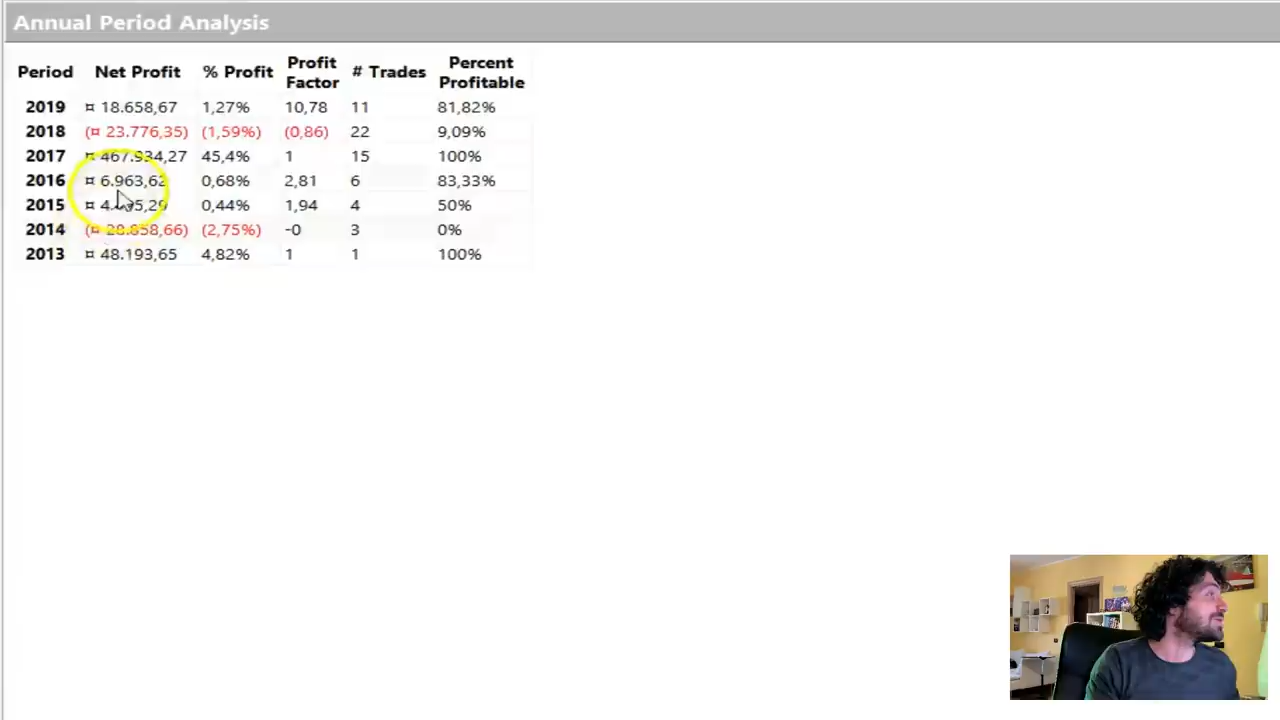 Annual Period Analysis
Period Net Profit % Profit Profit Factor # Trades Percent Profitable
2019 ¤ 18.658,67 1,27% 10,78 11 81,82%
2018 (¤ 23.776,35) (1,59%) (0,86) 22 9,09%
2017 ¤ 467.934,27 45,4% 1 15 100%
2016 ¤ 6.963,62 0,68% 2,81 6 83,33%
2015 0,44% 1,94 4 50%
2014 (¤ 28.858,66) (2,75%) -0 3 0%
2013 ¤ 48.193,65 4,82% 1 1 100%